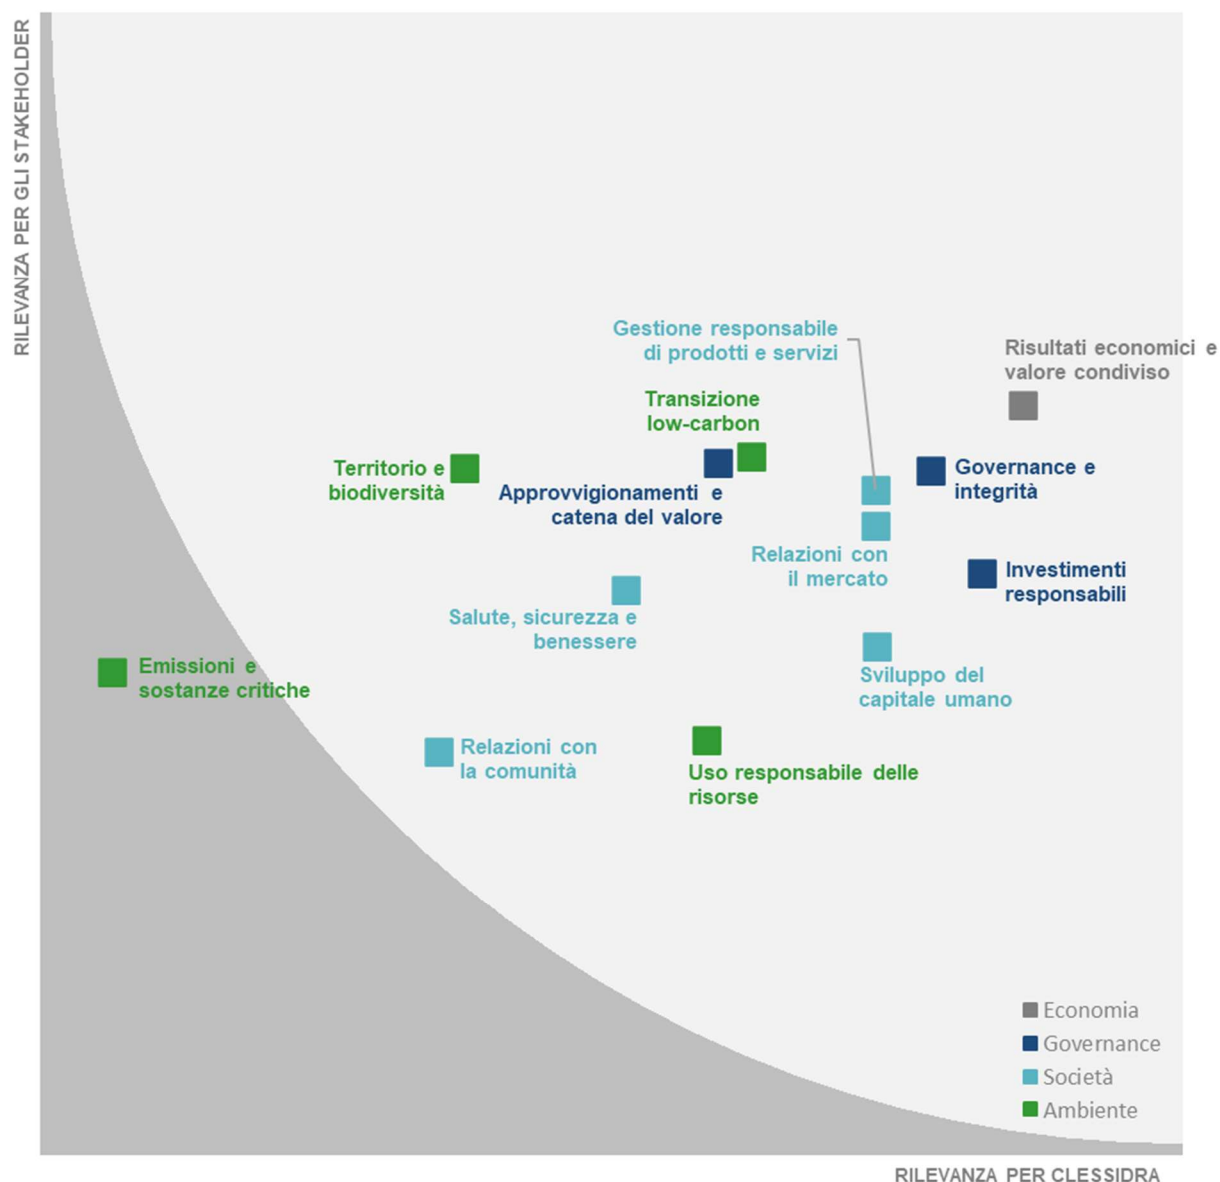 RILEVANZA PER GLI STAKEHOLDER
Gestione responsabile
di prodotti e servizi
Risultati economici e
valore condiviso
Transizione
low-carbon
Territorio e
biodiversità
Approvvigionamenti e
catena del valore
Governance e
integrità
Relazioni con
il mercato
Investimenti
responsabili
Salute, sicurezza e
benessere
Emissioni e
sostanze critiche
Sviluppo del
capitale umano
Relazioni con
la comunità
Uso responsabile delle
risorse
Economia
Governance
Società
Ambiente
RILEVANZA PER CLESSIDRA